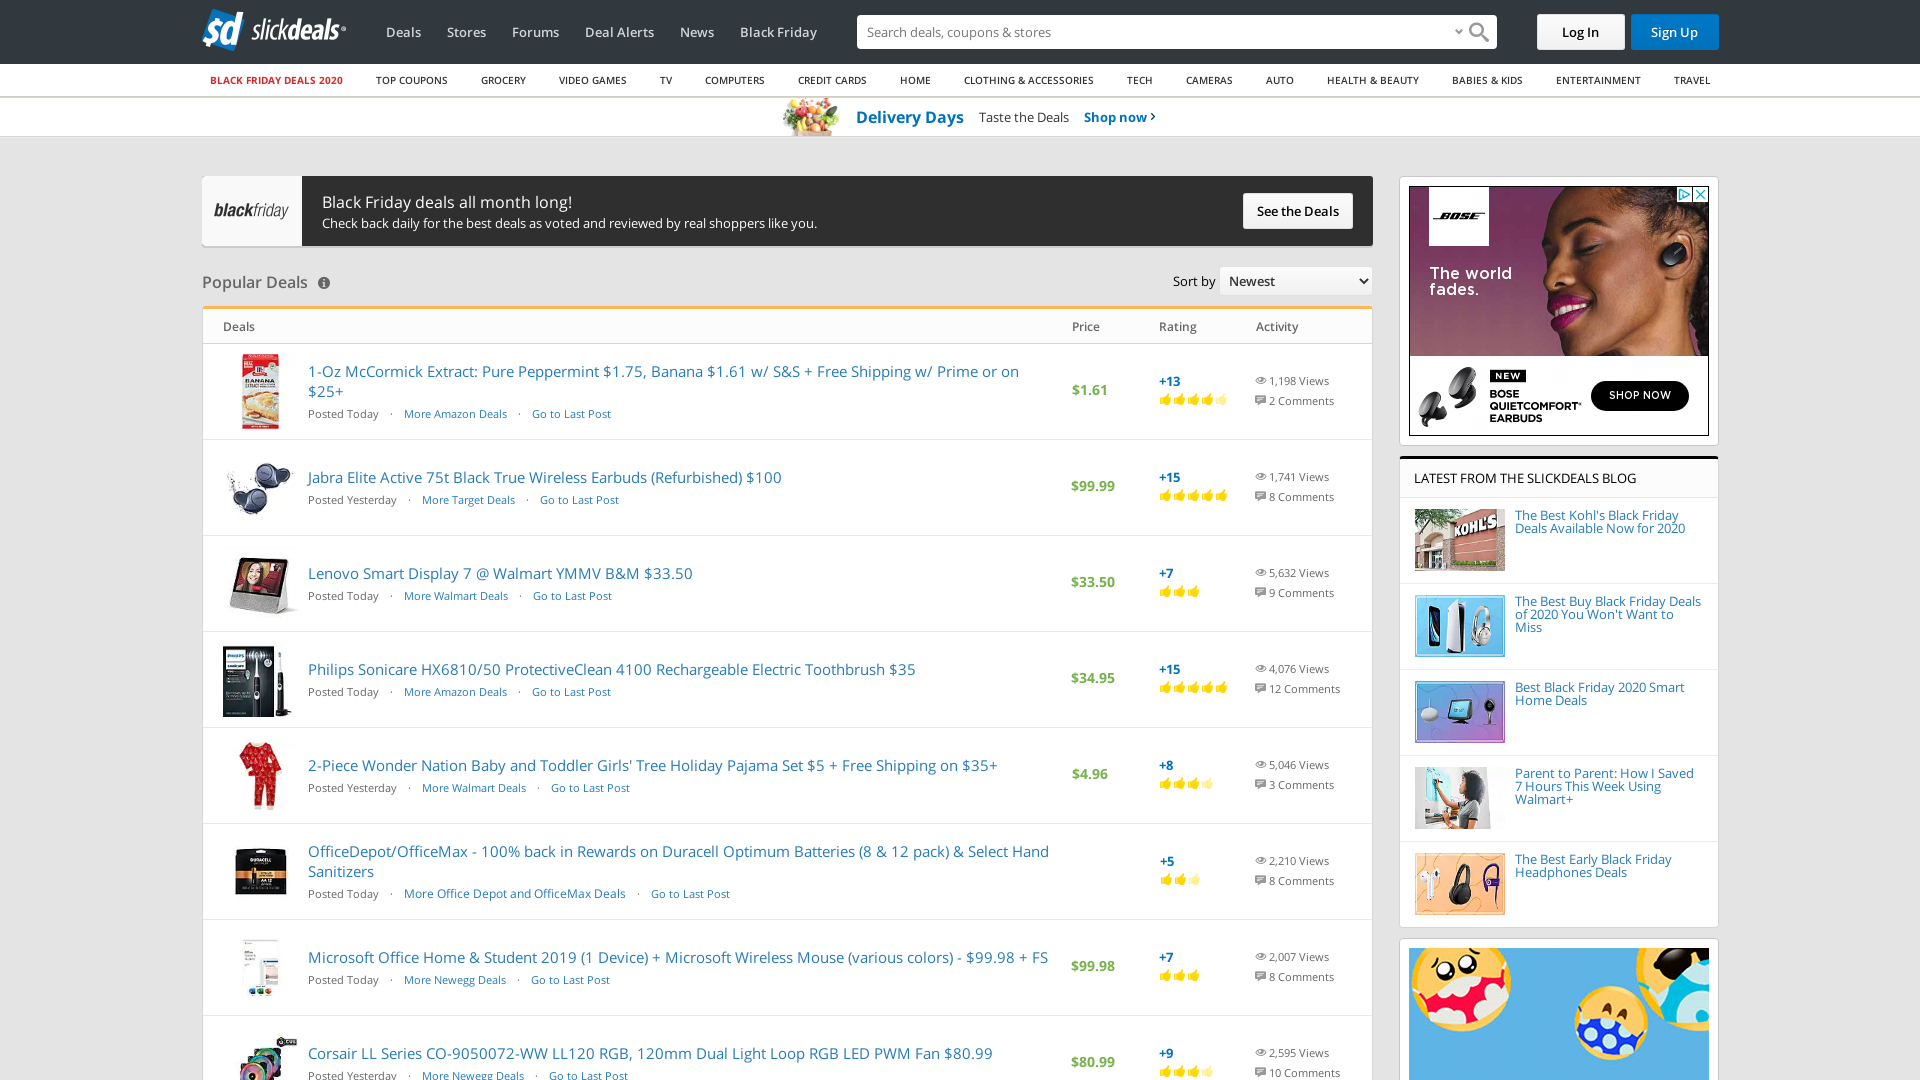 slickdeals
Deals Stores Forums Deal Alerts News Black Friday
Search deals, coupons & stores
Log In Sign Up
BLACK FRIDAY DEALS 2020 TOP COUPONS GROCERY VIDEO GAMES TV COMPUTERS CREDIT CARDS HOME CLOTHING & ACCESSORIES TECH CAMERAS AUTO HEALTH & BEAUTY BABIES & KIDS ENTERTAINMENT TRAVEL
Delivery Days Taste the Deals Shop now
blackfriday
Black Friday deals all month long!
Check back daily for the best deals as voted and reviewed by real shoppers like you.
See the Deals
Popular Deals
Sort by Newest
Deals Price Rating Activity
1-Oz McCormick Extract: Pure Peppermint $1.75, Banana $1.61 w/ S&S + Free Shipping w/ Prime or on
$25+
Posted Today · More Amazon Deals · Go to Last Post
$1.61
+13
1,198 Views
2 Comments
Jabra Elite Active 75t Black True Wireless Earbuds (Refurbished) $100
Posted Yesterday · More Target Deals · Go to Last Post
$99.99
+15
1,741 Views
8 Comments
Lenovo Smart Display 7 @ Walmart YMMV B&M $33.50
Posted Today · More Walmart Deals · Go to Last Post
$33.50
+7
5,632 Views
9 Comments
Philips Sonicare HX6810/50 ProtectiveClean 4100 Rechargeable Electric Toothbrush $35
Posted Today · More Amazon Deals · Go to Last Post
$34.95
+15
4,076 Views
12 Comments
2-Piece Wonder Nation Baby and Toddler Girls' Tree Holiday Pajama Set $5 + Free Shipping on $35+
Posted Yesterday · More Walmart Deals · Go to Last Post
$4.96
+8
5,046 Views
3 Comments
OfficeDepot/OfficeMax - 100% back in Rewards on Duracell Optimum Batteries (8 & 12 pack) & Select Hand
Sanitizers
Posted Today · More Office Depot and OfficeMax Deals · Go to Last Post
+5
2,210 Views
8 Comments
Microsoft Office Home & Student 2019 (1 Device) + Microsoft Wireless Mouse (various colors) - $99.98 + FS
Posted Today · More Newegg Deals · Go to Last Post
$99.98
+7
2,007 Views
8 Comments
Corsair LL Series CO-9050072-WW LL120 RGB, 120mm Dual Light Loop RGB LED PWM Fan $80.99
Posted Yesterday · More Newegg Deals · Go to Last Post
$80.99
+9
2,595 Views
10 Comments
BOSE
The world
fades.
NEW
BOSE
QUIETCOMFORT®
EARBUDS
SHOP NOW
LATEST FROM THE SLICKDEALS BLOG
KOHL'S
The Best Kohl's Black Friday
Deals Available Now for 2020
The Best Buy Black Friday Deals
of 2020 You Won't Want to
Miss
Best Black Friday 2020 Smart
Home Deals
Parent to Parent: How I Saved
7 Hours This Week Using
Walmart+
The Best Early Black Friday
Headphones Deals